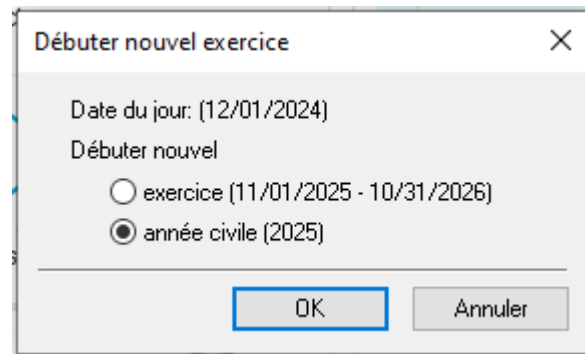 Débuter nouvel exercice
Date du jour: (12/01/2024)
Débuter nouvel
exercice (11/01/2025 - 10/31/2026)
année civile (2025)
OK Annuler